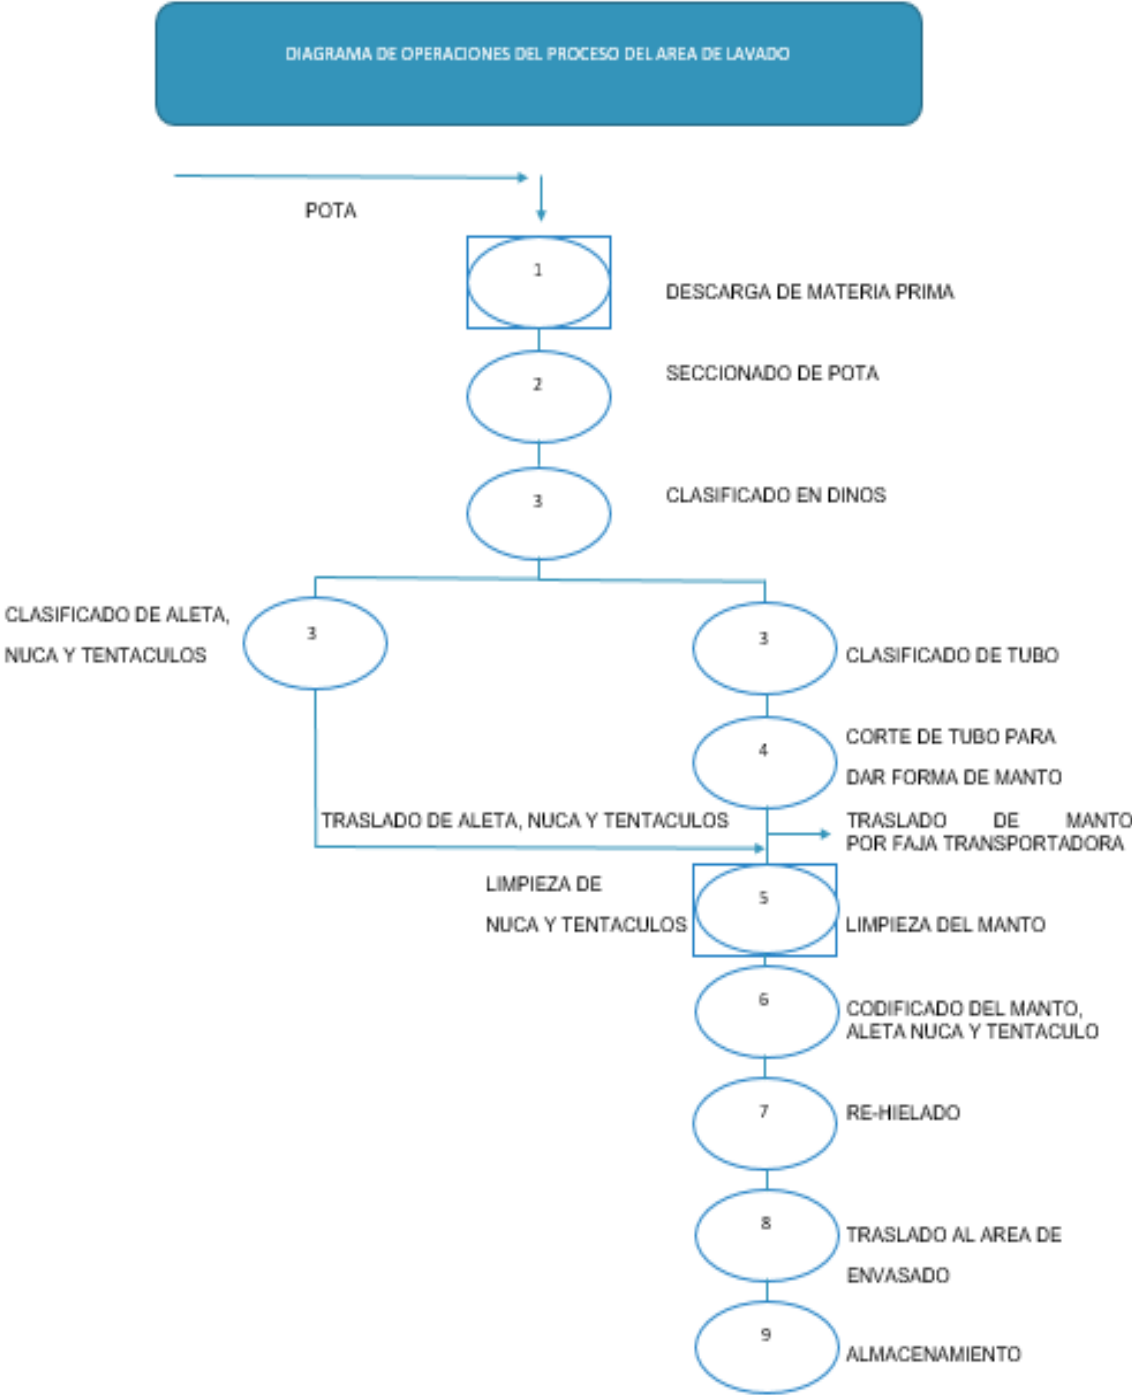 DIAGRAMA DE OPERACIONES DEL PROCESO DEL AREA DE LAVADO
POTA
1
DESCARGA DE MATERIA PRIMA
2
SECCIONADO DE POTA
3
CLASIFICADO EN DINOS
CLASIFICADO DE ALETA,
NUCA Y TENTACULOS
3
3
CLASIFICADO DE TUBO
4
CORTE DE TUBO PARA
DAR FORMA DE MANTO
TRASLADO DE ALETA, NUCA Y TENTACULOS
TRASLADO DE MANTO
POR FAJA TRANSPORTADORA
LIMPIEZA DE
NUCA Y TENTACULOS
5
LIMPIEZA DEL MANTO
6
CODIFICADO DEL MANTO,
ALETA NUCA Y TENTACULO
7
RE-HIELADO
8
TRASLADO AL AREA DE
ENVASADO
9
ALMACENAMIENTO